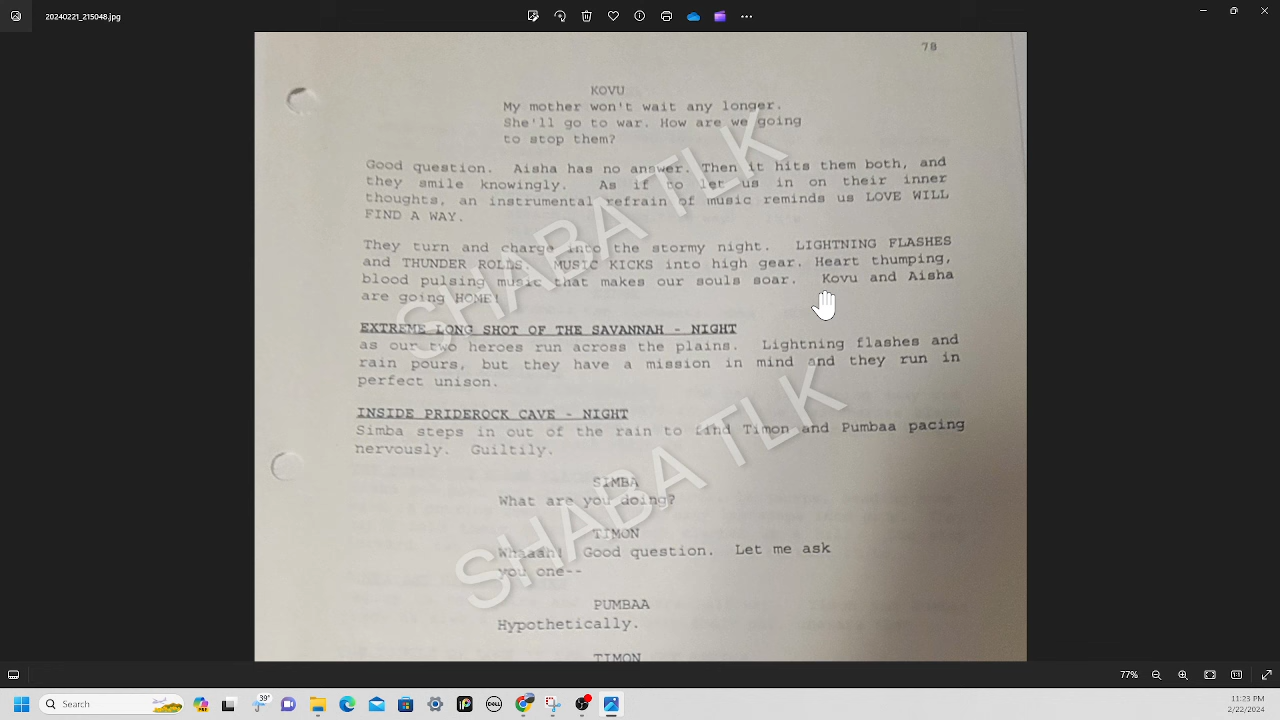 20240221_215048.jpg
78
KOVU
My mother won't wait any longer.
She'll go to war. How are we going
to stop them?
Good question. Aisha has no answer. Then it hits them both, and
they smile knowingly. As if to let us in on their inner
thoughts, an instrumental refrain of music reminds us LOVE WILL
FIND A WAY.
They turn and charge into the stormy night. LIGHTNING FLASHES
and THUNDER ROLLS. MUSIC KICKS into high gear. Heart thumping,
blood pulsing music that makes our souls soar. Kovu and Aisha
are going HOME!
EXTREME LONG SHOT OF THE SAVANNAH - NIGHT
as our two heroes run across the plains. Lightning flashes and
rain pours, but they have a mission in mind and they run in
perfect unison.
INSIDE PRIDEROCK CAVE - NIGHT
Simba steps in out of the rain to find Timon and Pumbaa pacing
nervously. Guiltily.
SIMBA
What are you doing?
TIMON
Whaaah! Good question. Let me ask
you one--
PUMBAA
Hypothetically.
TIMON
SHABA TLK
SHABA TLK
77%
Search
39°
DELL
11:23 PM
2/22/2024